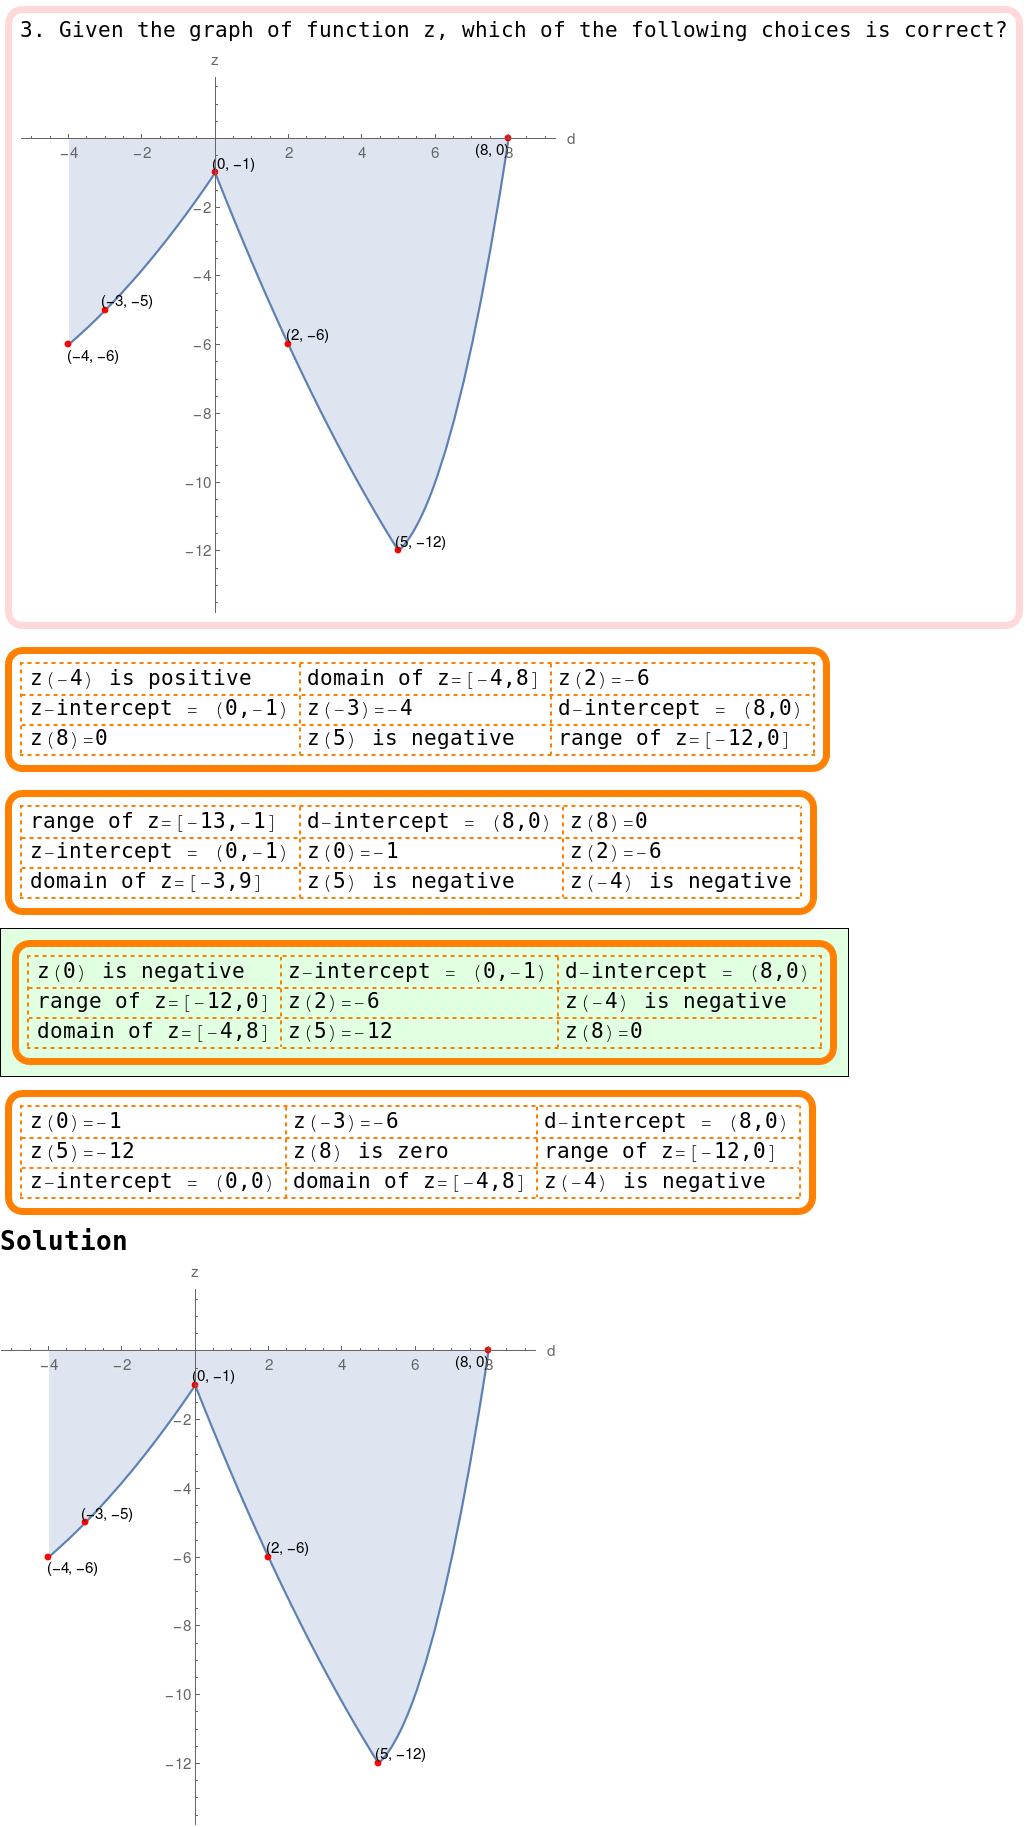 3. Given the graph of function z, which of the following choices is correct?
z
d
−4 −2 2 4 6 8
(8, 0)
(0, −1)
−2
−4
(−3, −5)
(2, −6)
−6
(−4, −6)
−8
−10
(5, −12)
−12
z(−4) is positive domain of z=[−4,8] z(2)=−6
z−intercept = (0,−1) z(−3)=−4 d−intercept = (8,0)
z(8)=0 z(5) is negative range of z=[−12,0]
range of z=[−13,−1] d−intercept = (8,0) z(8)=0
z−intercept = (0,−1) z(0)=−1 z(2)=−6
domain of z=[−3,9] z(5) is negative z(−4) is negative
z(0) is negative z−intercept = (0,−1) d−intercept = (8,0)
range of z=[−12,0] z(2)=−6 z(−4) is negative
domain of z=[−4,8] z(5)=−12 z(8)=0
z(0)=−1 z(−3)=−6 d−intercept = (8,0)
z(5)=−12 z(8) is zero range of z=[−12,0]
z−intercept = (0,0) domain of z=[−4,8] z(−4) is negative
Solution
z
d
−4 −2 2 4 6 8
(8, 0)
(0, −1)
−2
−4
(−3, −5)
(2, −6)
−6
(−4, −6)
−8
−10
(5, −12)
−12